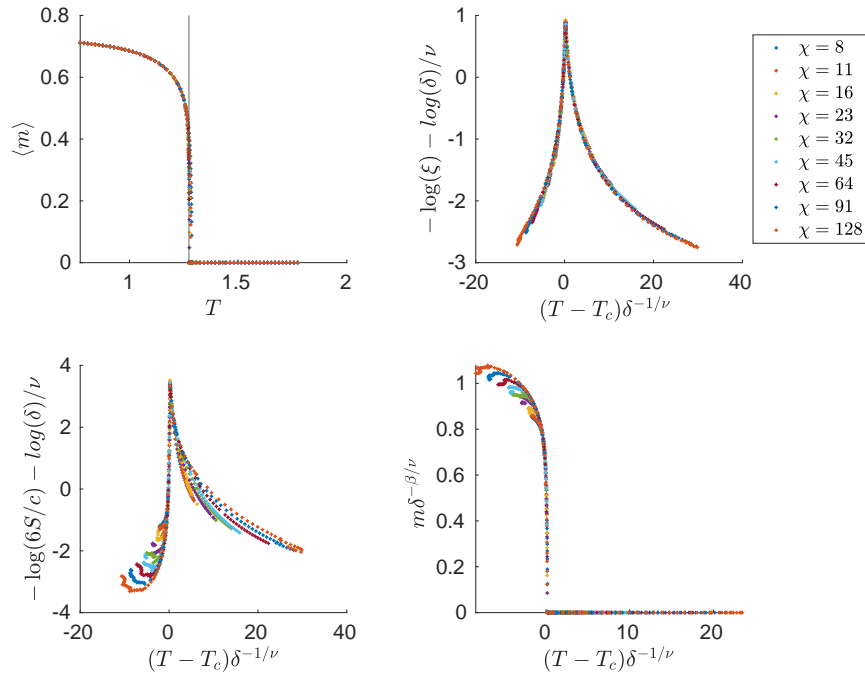 0.8
0.6
0.4
0.2
0
1
1.5
2
⟨m⟩
T
1
0
-1
-2
-3
-20
0
20
40
− log(ξ) − log(δ)/ν
(T − T_c)δ^{−1/ν}
χ = 8
χ = 11
χ = 16
χ = 23
χ = 32
χ = 45
χ = 64
χ = 91
χ = 128
4
2
0
-2
-4
-20
0
20
40
− log(6S/c) − log(δ)/ν
(T − T_c)δ^{−1/ν}
1
0.8
0.6
0.4
0.2
0
0
10
20
mδ^{−β/ν}
(T − T_c)δ^{−1/ν}